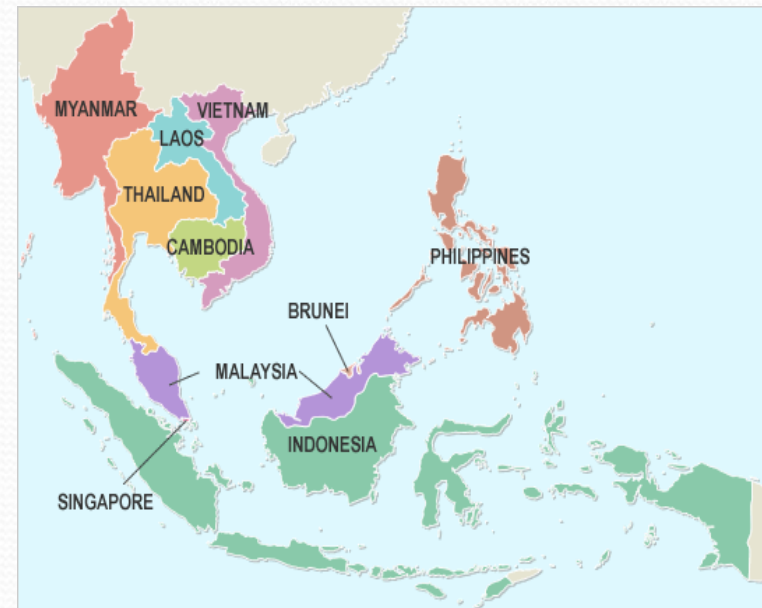 MYANMAR
VIETNAM
LAOS
THAILAND
CAMBODIA
PHILIPPINES
BRUNEI
MALAYSIA
INDONESIA
SINGAPORE